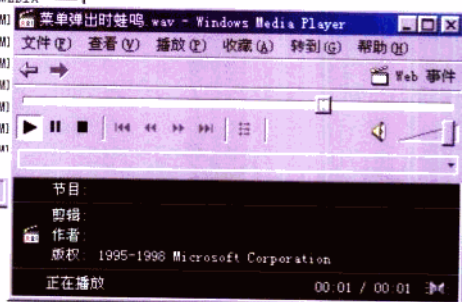 菜单弹出时蛙鸣.wav - Windows Media Player
文件(F) 查看(V) 播放(P) 收藏(A) 转到(G) 帮助(H)
Web 事件
节目:
剪辑:
作者:
版权: 1995-1998 Microsoft Corporation
正在播放 00:01 / 00:01